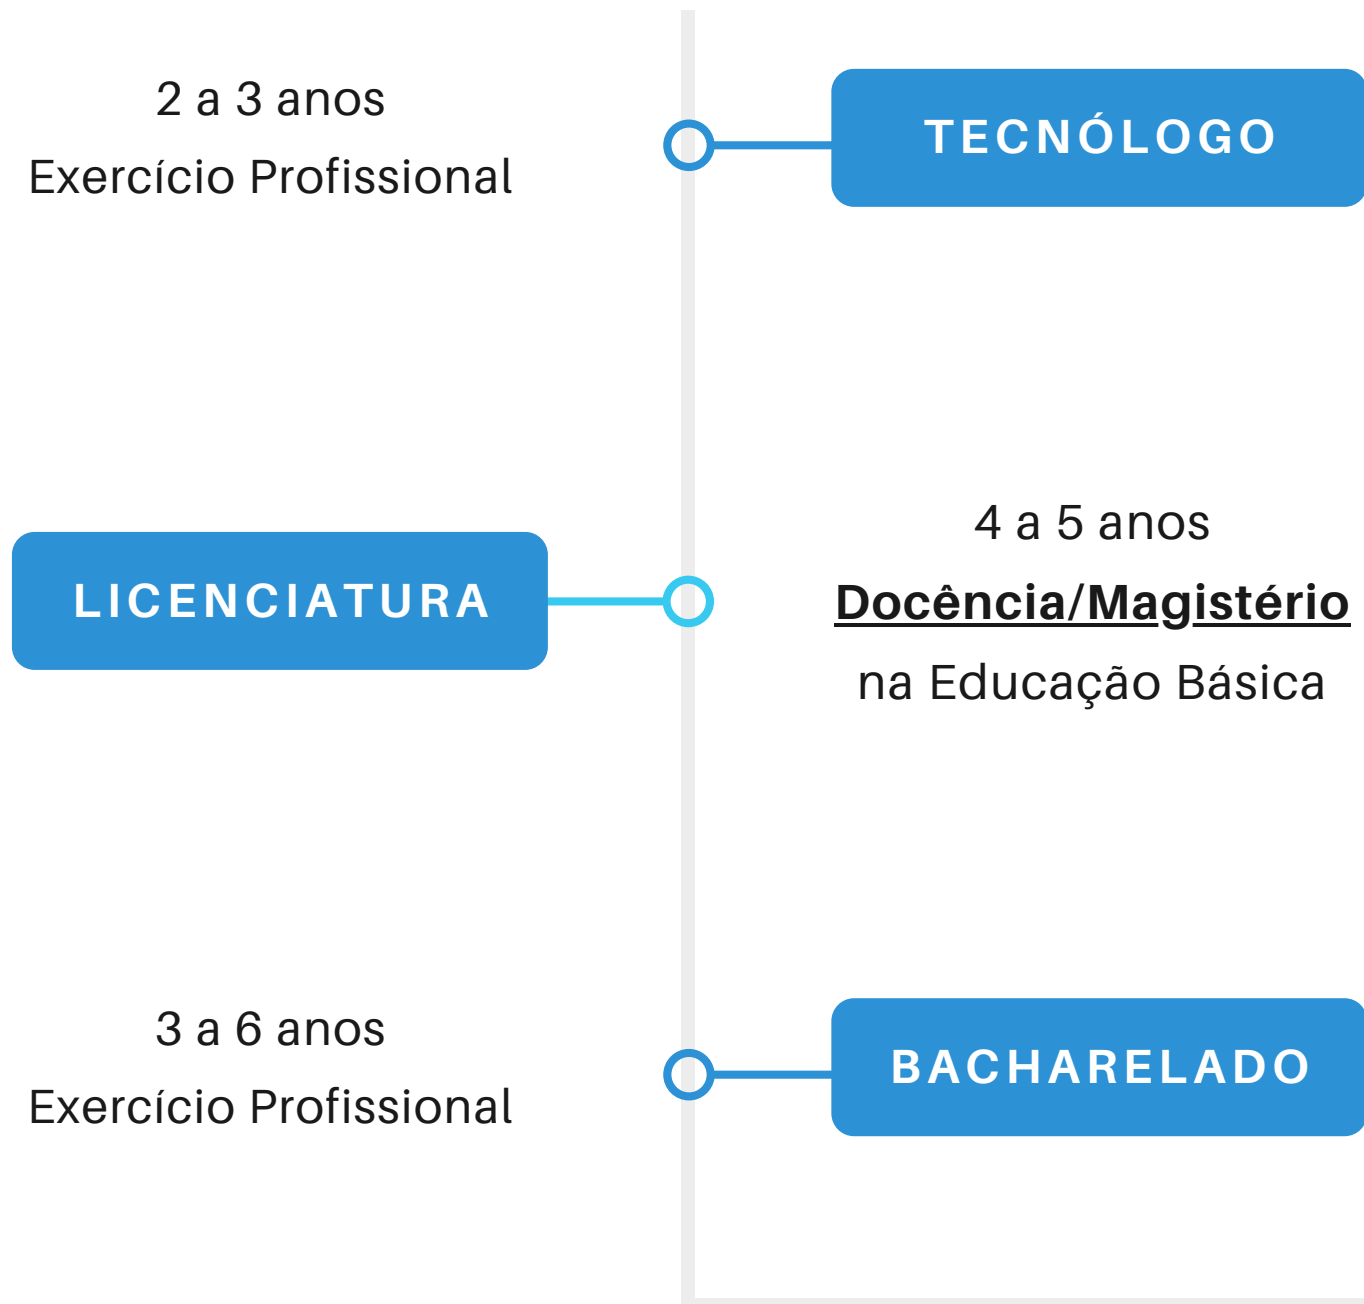 2 a 3 anos
Exercício Profissional
TECNÓLOGO
LICENCIATURA
4 a 5 anos
Docência/Magistério
na Educação Básica
3 a 6 anos
Exercício Profissional
BACHARELADO